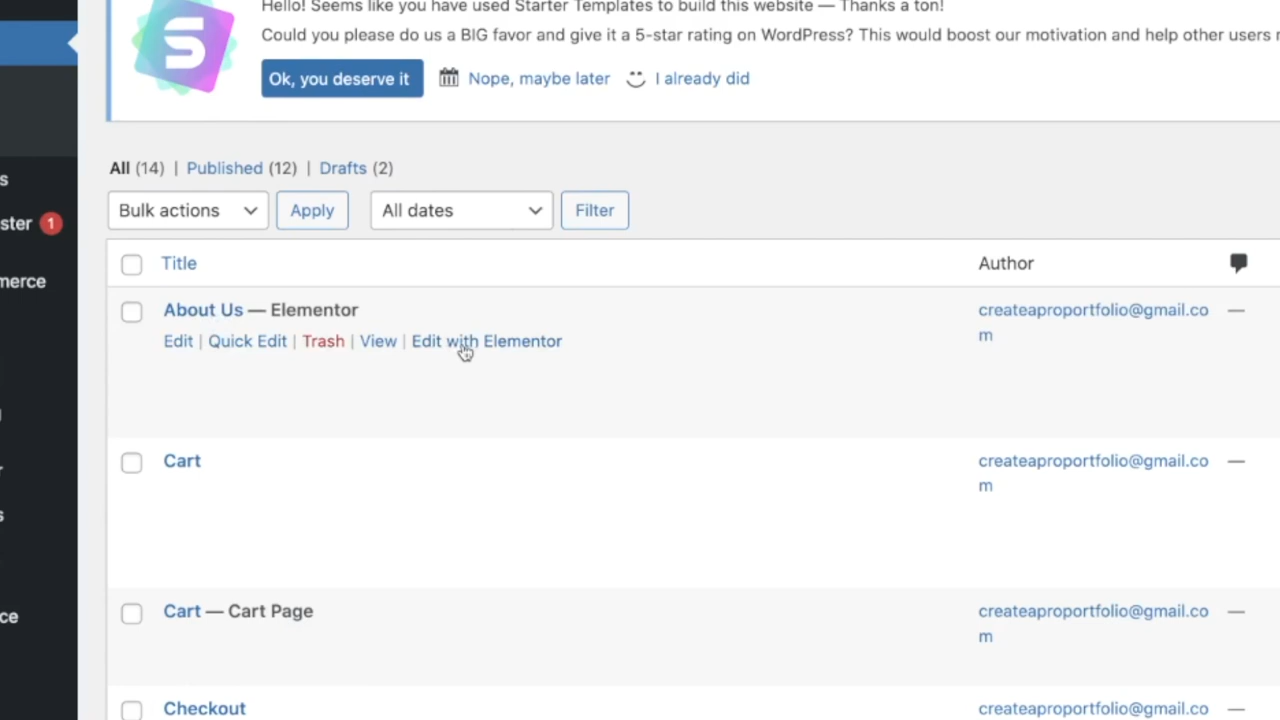 Hello! Seems like you have used Starter Templates to build this website — Thanks a ton!
Could you please do us a BIG favor and give it a 5-star rating on WordPress? This would boost our motivation and help other users
Ok, you deserve it Nope, maybe later I already did
All (14) | Published (12) | Drafts (2)
Bulk actions Apply All dates Filter
ster 1
Title Author
merce
About Us — Elementor createaproportfolio@gmail.co
m
Edit | Quick Edit | Trash | View | Edit with Elementor
Cart createaproportfolio@gmail.co
m
Cart — Cart Page createaproportfolio@gmail.co
m
ce
Checkout createaproportfolio@gmail.co